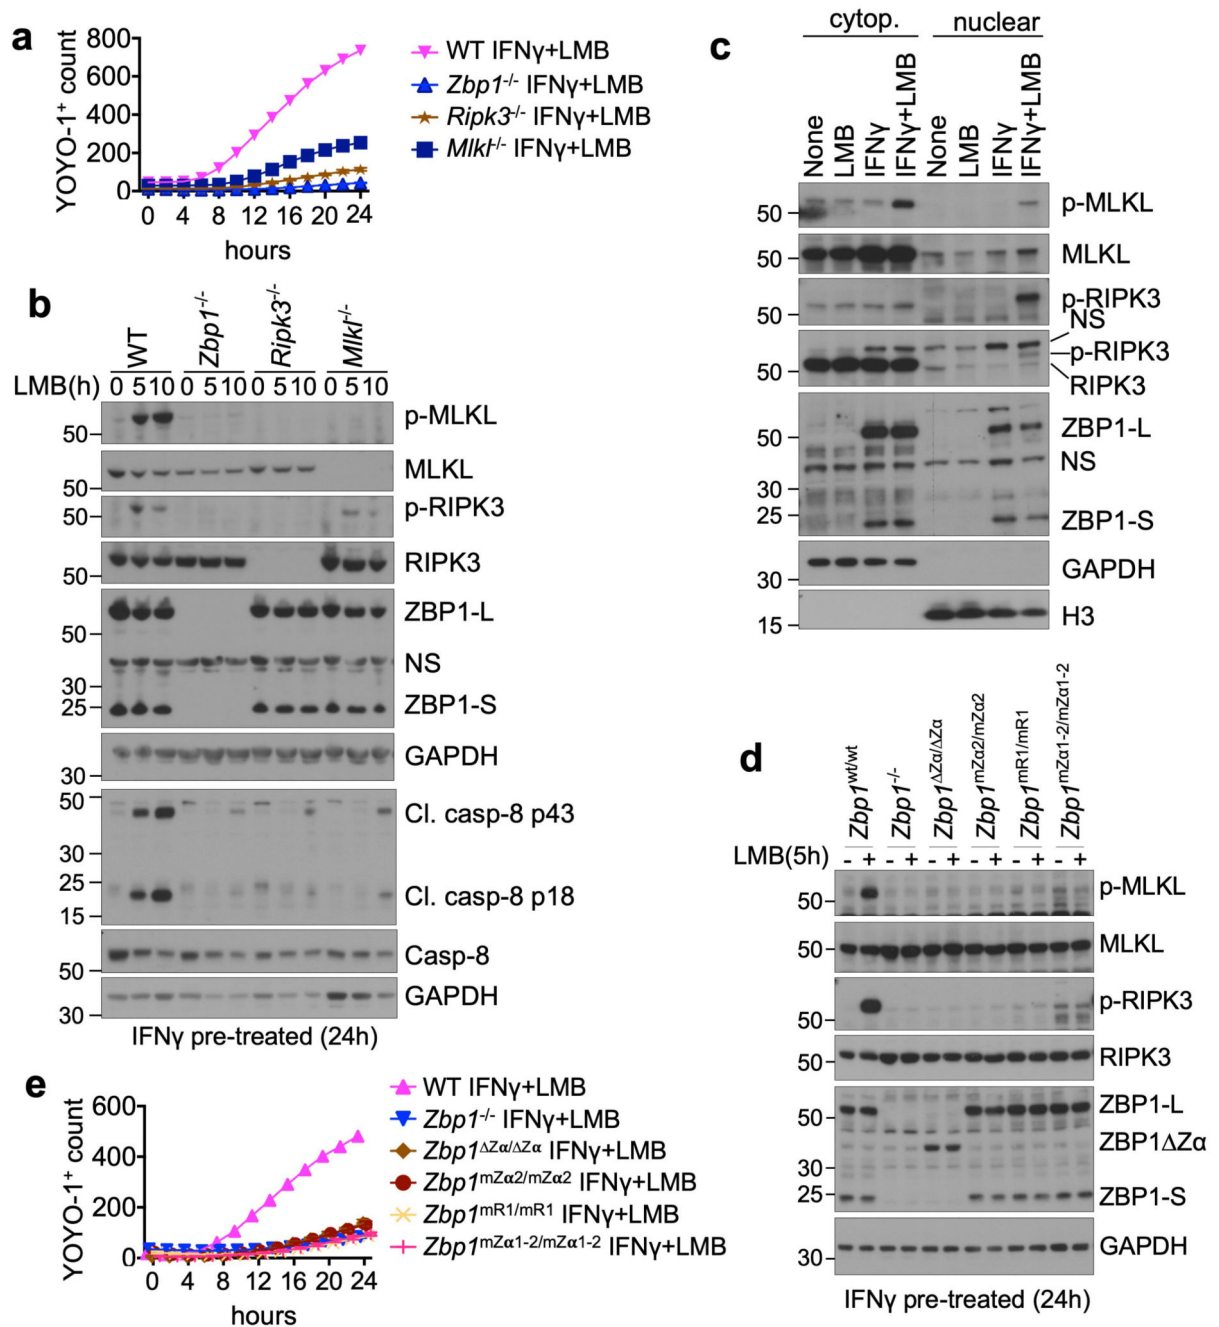 a
800
600
400
200
0
YOYO-1⁺ count
0 4 8 12 16 20 24
hours
WT IFNγ+LMB
Zbp1⁻/⁻ IFNγ+LMB
Ripk3⁻/⁻ IFNγ+LMB
Mlkl⁻/⁻ IFNγ+LMB
b
WT Zbp1⁻/⁻ Ripk3⁻/⁻ Mlkl⁻/⁻
LMB(h) 0 5 10 0 5 10 0 5 10 0 5 10
50 p-MLKL
50 MLKL
50 p-RIPK3
50 RIPK3
ZBP1-L
50
NS
30
25 ZBP1-S
GAPDH
30
50
Cl. casp-8 p43
30
25
Cl. casp-8 p18
15
Casp-8
50
GAPDH
30
IFNγ pre-treated (24h)
c
cytop. nuclear
None LMB IFNγ IFNγ+LMB None LMB IFNγ IFNγ+LMB
50 p-MLKL
50 MLKL
p-RIPK3
50 NS
p-RIPK3
50 RIPK3
50 ZBP1-L
NS
30
25 ZBP1-S
GAPDH
30
15 H3
d
Zbp1ʷᵗ/ʷᵗ Zbp1⁻/⁻ Zbp1ΔZα/ΔZα Zbp1mZα2/mZα2 Zbp1mR1/mR1 Zbp1mZα1-2/mZα1-2
LMB(5h) - + - + - + - + - + - +
50 p-MLKL
50 MLKL
p-RIPK3
50
50 RIPK3
50 ZBP1-L
ZBP1ΔZα
30
25 ZBP1-S
GAPDH
30
IFNγ pre-treated (24h)
e
600
400
200
0
YOYO-1⁺ count
0 4 8 12 16 20 24
hours
WT IFNγ+LMB
Zbp1⁻/⁻ IFNγ+LMB
Zbp1ΔZα/ΔZα IFNγ+LMB
Zbp1mZα2/mZα2 IFNγ+LMB
Zbp1mR1/mR1 IFNγ+LMB
Zbp1mZα1-2/mZα1-2 IFNγ+LMB